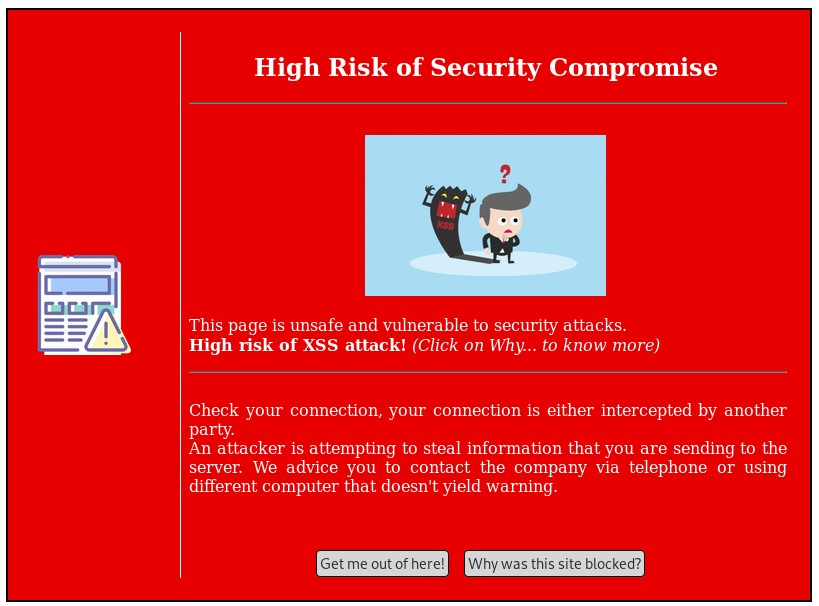 High Risk of Security Compromise
?
XSS
This page is unsafe and vulnerable to security attacks.
High risk of XSS attack! (Click on Why... to know more)
Check your connection, your connection is either intercepted by another
party.
An attacker is attempting to steal information that you are sending to the
server. We advice you to contact the company via telephone or using
different computer that doesn't yield warning.
Get me out of here! Why was this site blocked?